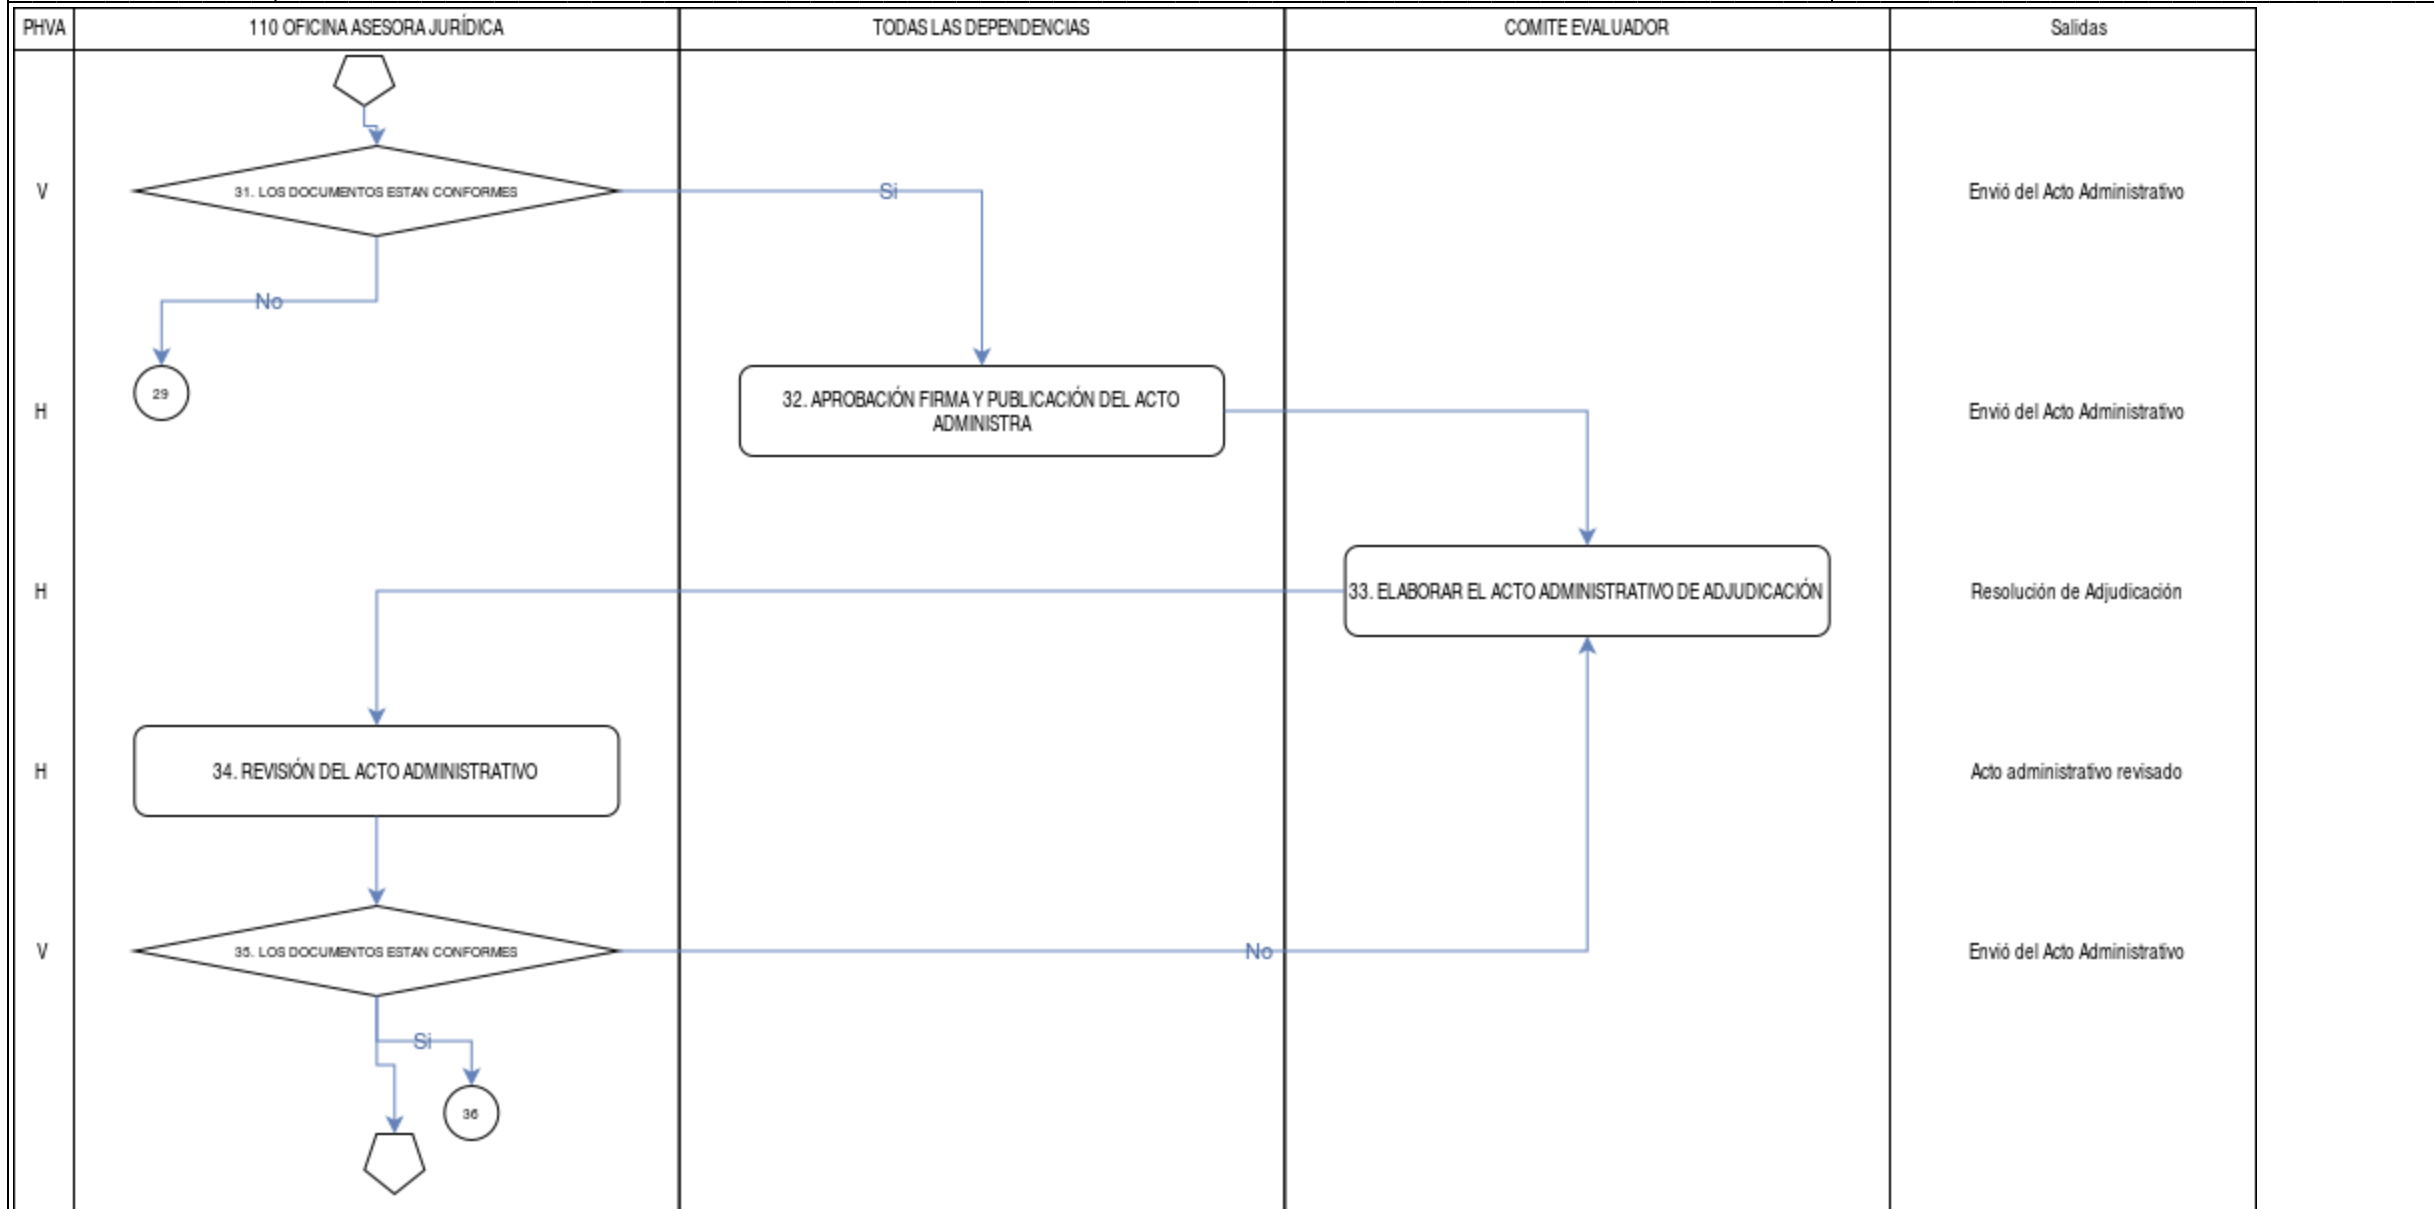 PHVA
110 OFICINA ASESORA JURÍDICA
TODAS LAS DEPENDENCIAS
COMITE EVALUADOR
Salidas
V
31. LOS DOCUMENTOS ESTAN CONFORMES
Si
Envió del Acto Administrativo
No
29
H
32. APROBACIÓN FIRMA Y PUBLICACIÓN DEL ACTO
ADMINISTRA
Envió del Acto Administrativo
H
33. ELABORAR EL ACTO ADMINISTRATIVO DE ADJUDICACIÓN
Resolución de Adjudicación
H
34. REVISIÓN DEL ACTO ADMINISTRATIVO
Acto administrativo revisado
V
35. LOS DOCUMENTOS ESTAN CONFORMES
No
Envió del Acto Administrativo
Si
36